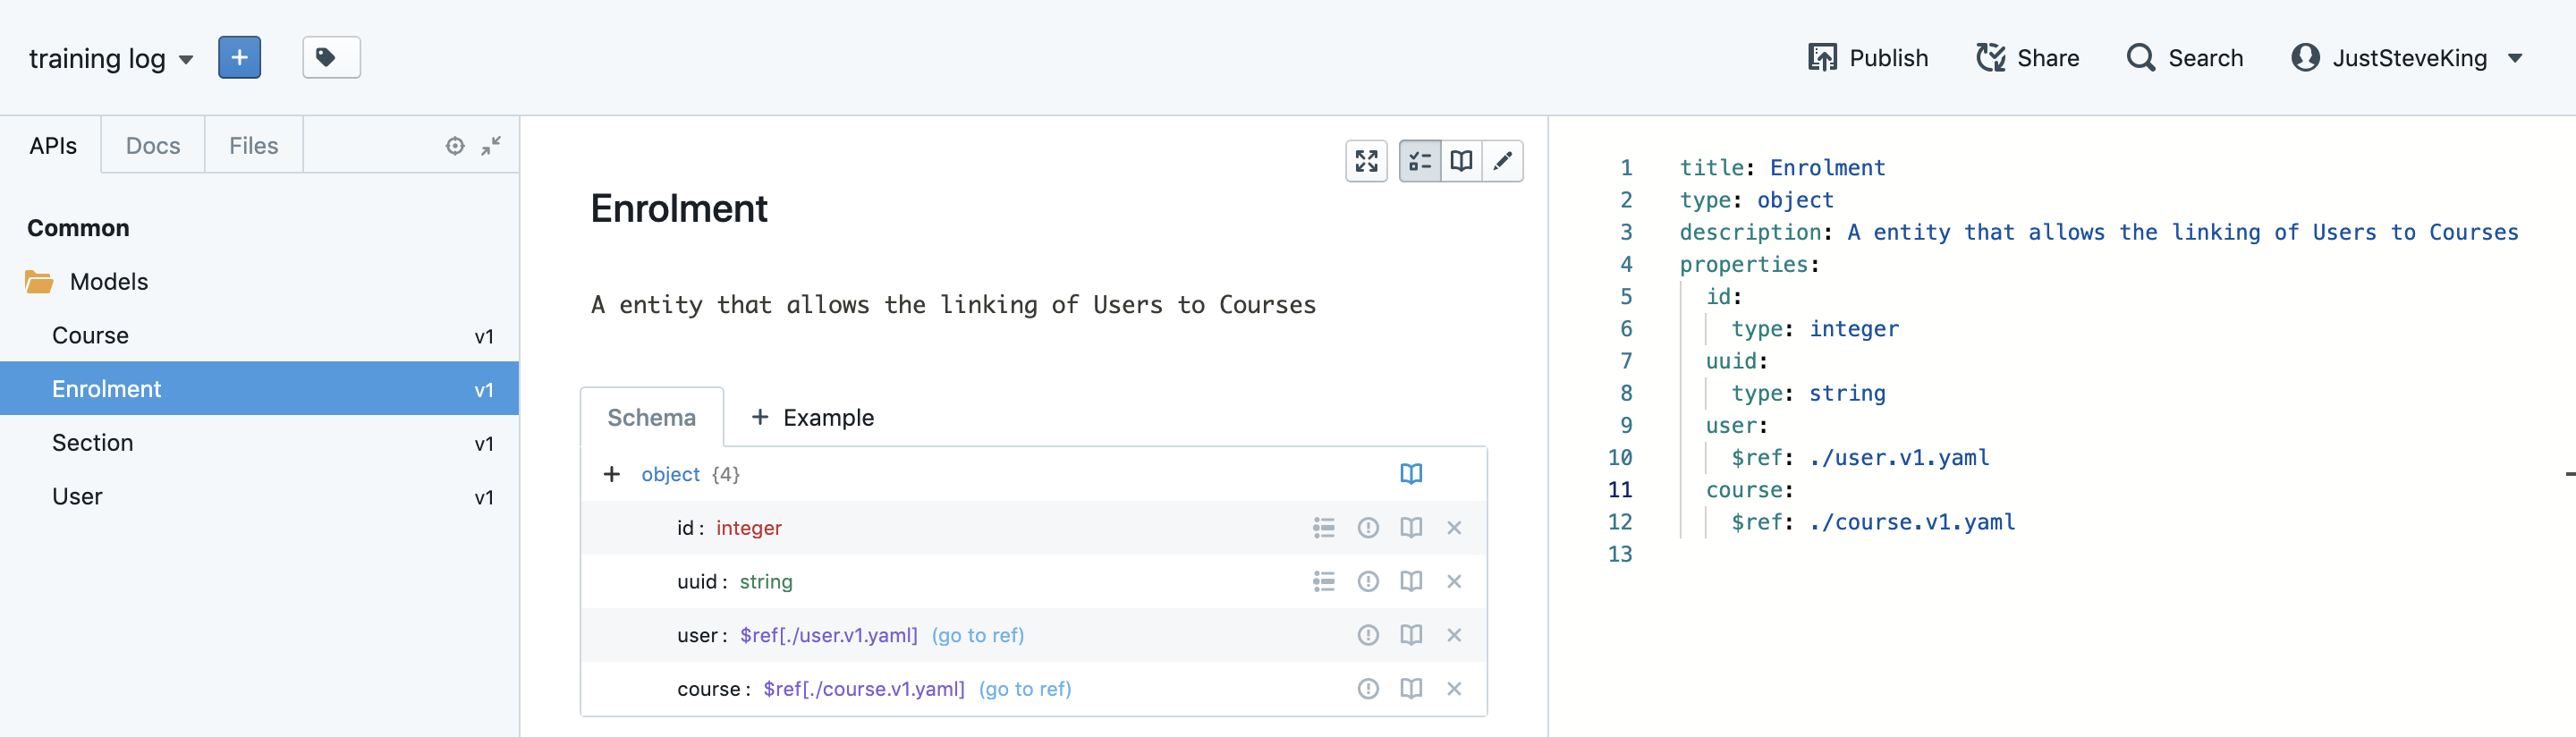 training log
Publish
Share
Search
JustSteveKing
APIs
Docs
Files
Common
Models
Course v1
Enrolment v1
Section v1
User v1
Enrolment
A entity that allows the linking of Users to Courses
Schema
+ Example
+ object {4}
id : integer
uuid : string
user : $ref[./user.v1.yaml] (go to ref)
course : $ref[./course.v1.yaml] (go to ref)
1 title: Enrolment
2 type: object
3 description: A entity that allows the linking of Users to Courses
4 properties:
5 id:
6 type: integer
7 uuid:
8 type: string
9 user:
10 $ref: ./user.v1.yaml
11 course:
12 $ref: ./course.v1.yaml
13